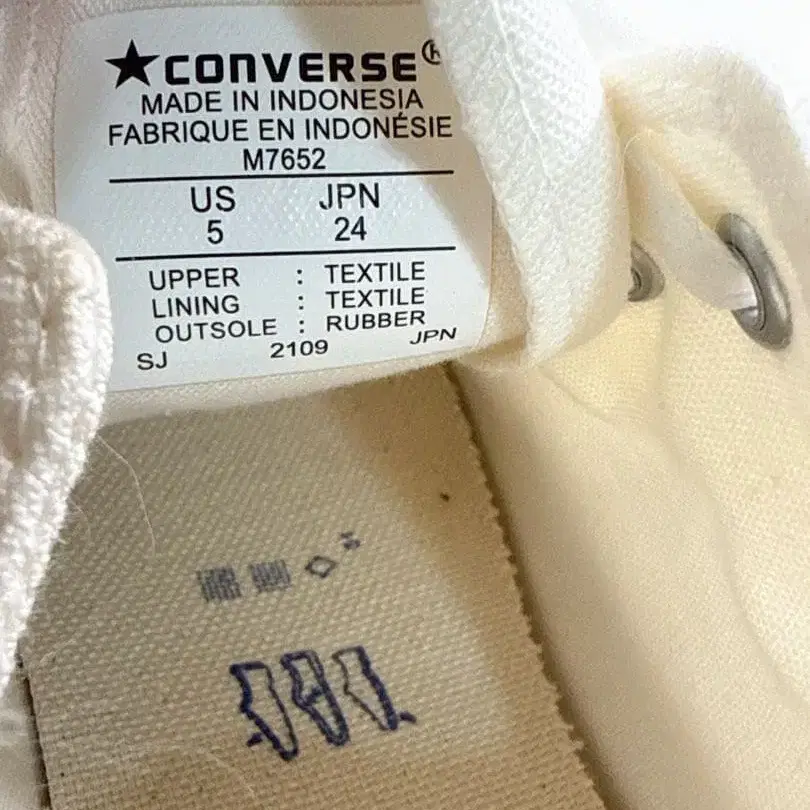 ★CONVERSE®
MADE IN INDONESIA
FABRIQUE EN INDONÉSIE
M7652
US JPN
5 24
UPPER : TEXTILE
LINING : TEXTILE
OUTSOLE : RUBBER
SJ 2109 JPN